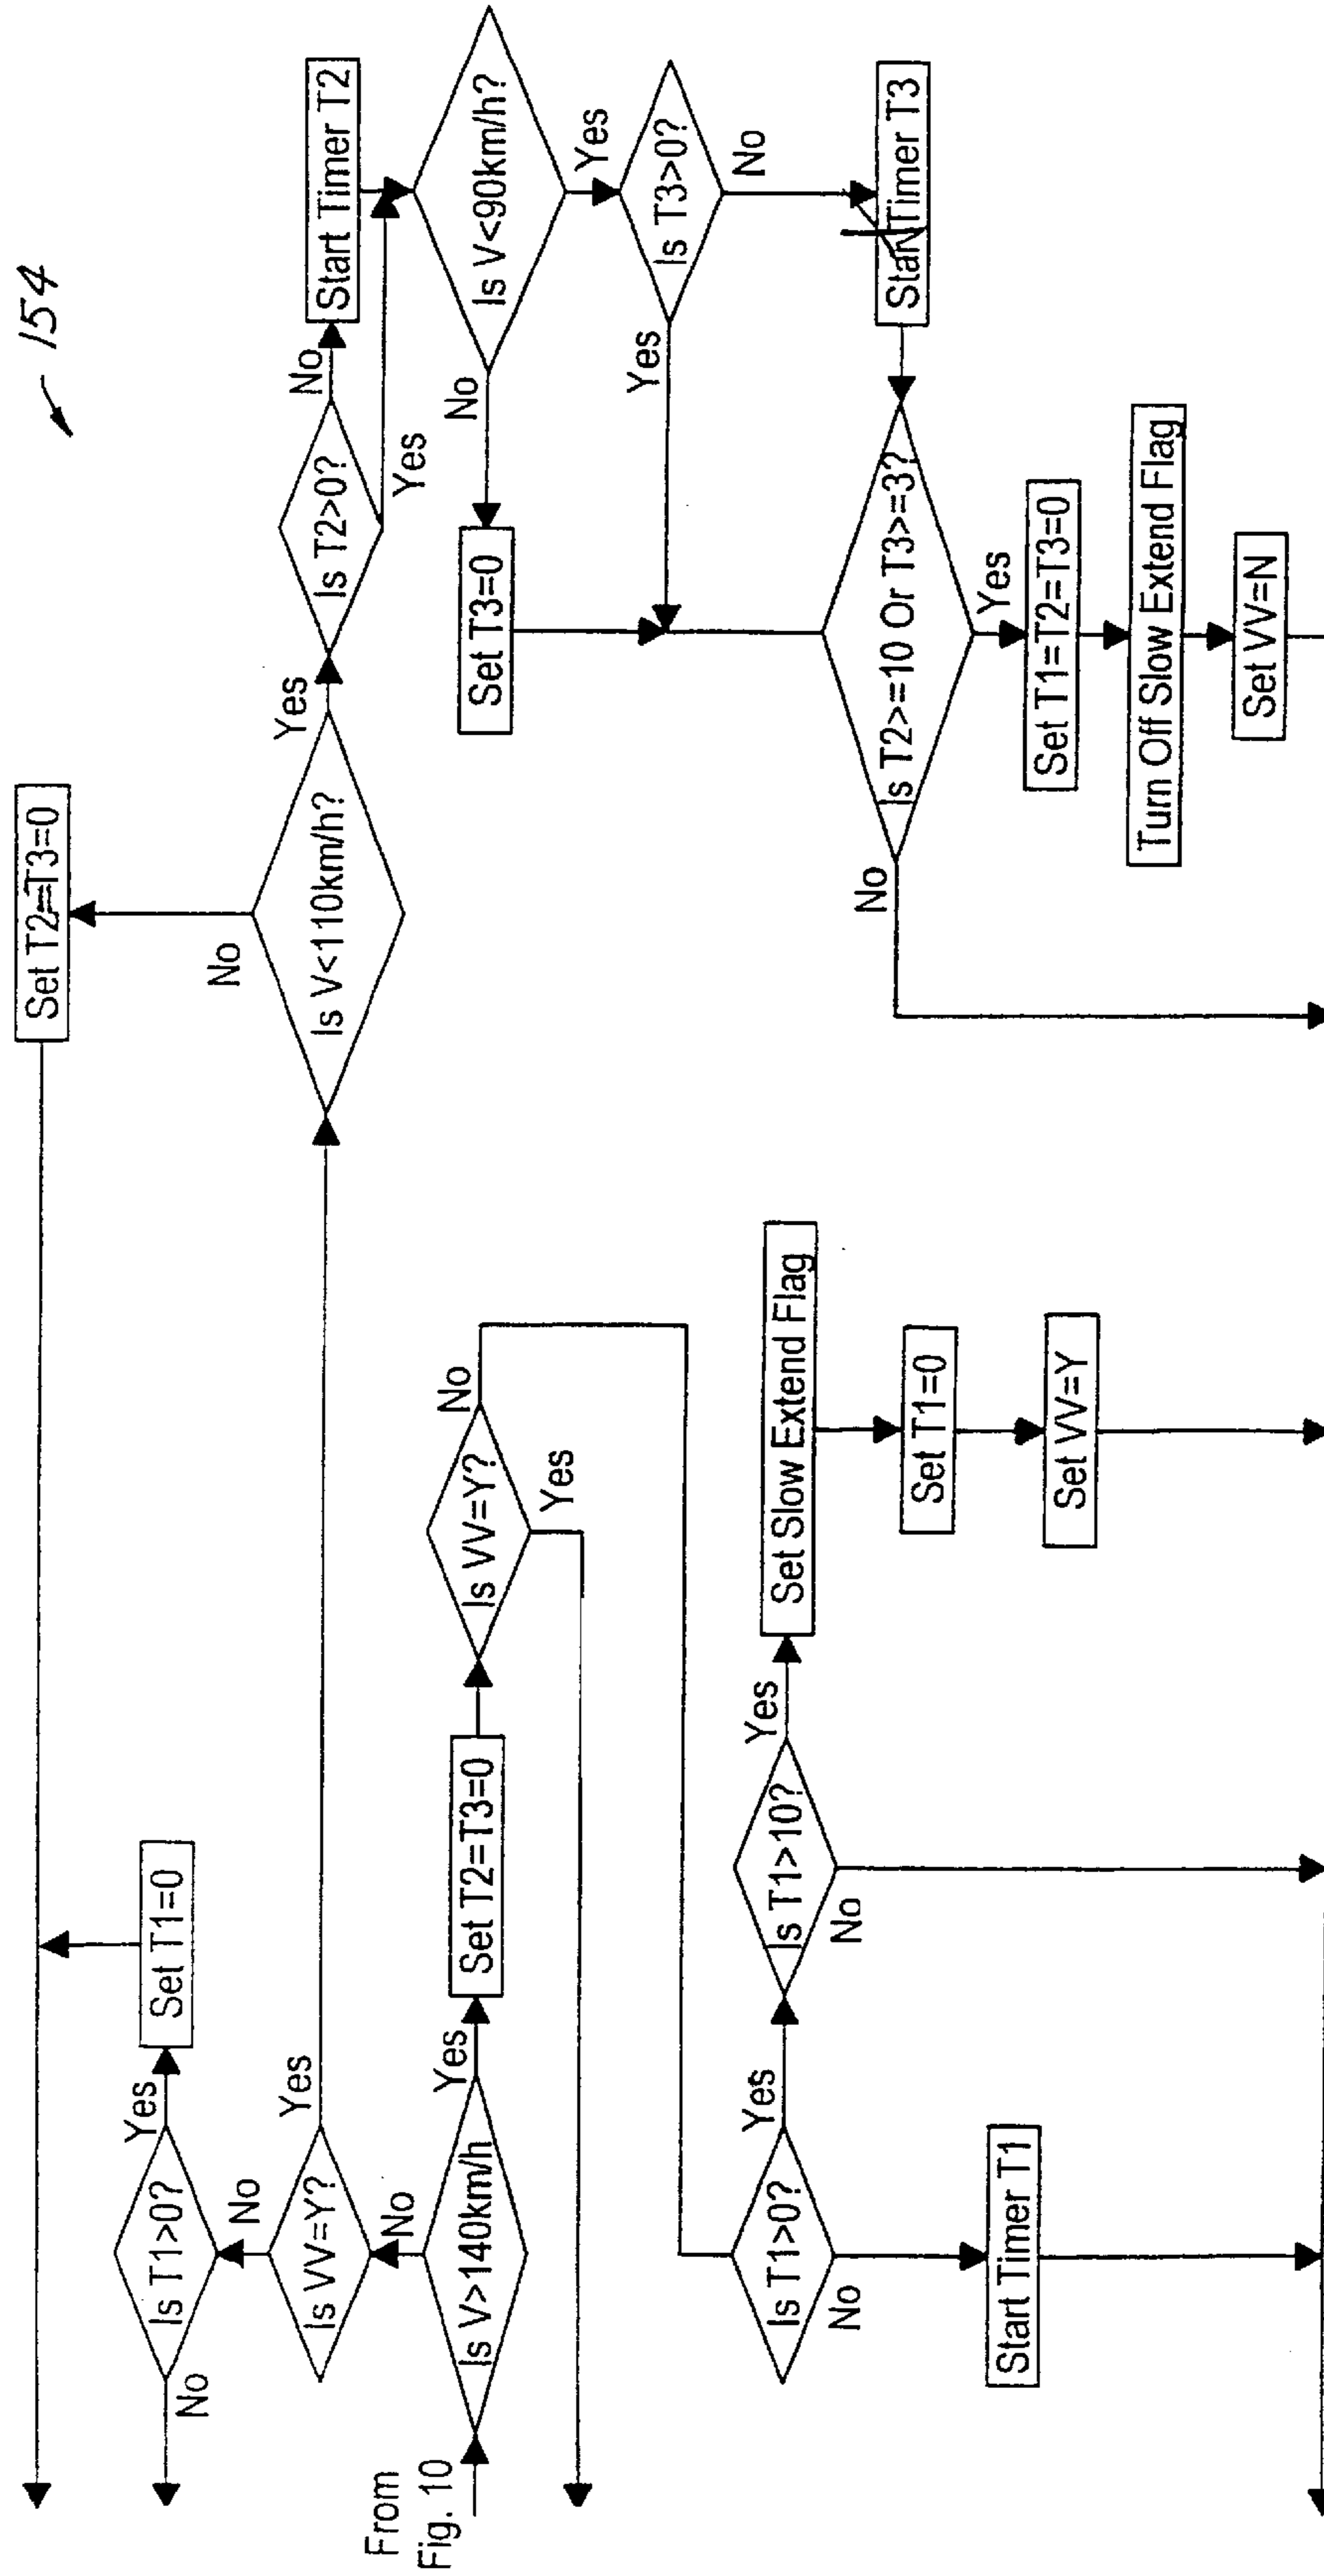 154
From
Fig. 10
Is V>140km/h
No
Yes
Is VV=Y?
No
Yes
Is T1>0?
No
Yes
Set T1=0
Is V<110km/h?
No
Yes
Set T2=T3=0
Is T2>0?
No
Yes
Start Timer T2
Is V<90km/h?
No
Yes
Set T3=0
Is T3>0?
Yes
No
Start Timer T3
Is T2>=10 Or T3>=3?
No
Yes
Set T1=T2=T3=0
Turn Off Slow Extend Flag
Set VV=N
Set T2=T3=0
Is VV=Y?
No
Yes
Is T1>0?
Yes
No
Start Timer T1
Is T1>10?
Yes
No
Set Slow Extend Flag
Set T1=0
Set VV=Y